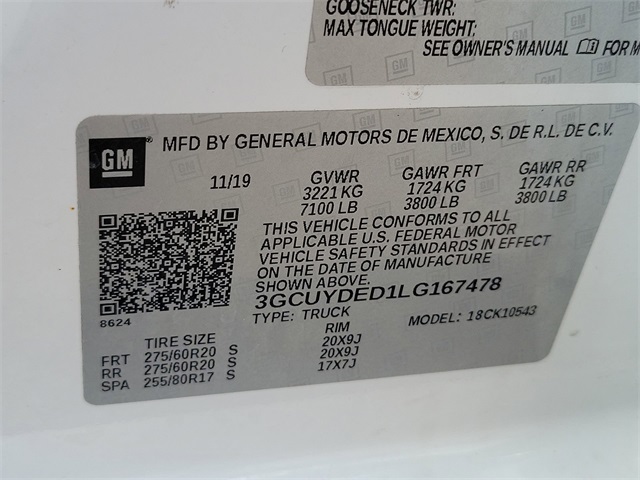 GOOSENECK TWR:
MAX TONGUE WEIGHT:
SEE OWNER'S MANUAL FOR M
GM GM GM GM
GM ® MFD BY GENERAL MOTORS DE MEXICO, S. DE R.L. DE C.V.
11/19 GVWR GAWR FRT GAWR RR
3221 KG 1724 KG 1724 KG
7100 LB 3800 LB 3800 LB
THIS VEHICLE CONFORMS TO ALL
APPLICABLE U.S. FEDERAL MOTOR
VEHICLE SAFETY STANDARDS IN EFFECT
ON THE DATE OF MANUFACTURE
SHOWN ABOVE.
3GCUYDED1LG167478
8624
TYPE: TRUCK MODEL: 18CK10543
TIRE SIZE RIM
FRT 275/60R20 S 20X9J
RR 275/60R20 S 20X9J
SPA 255/80R17 S 17X7J